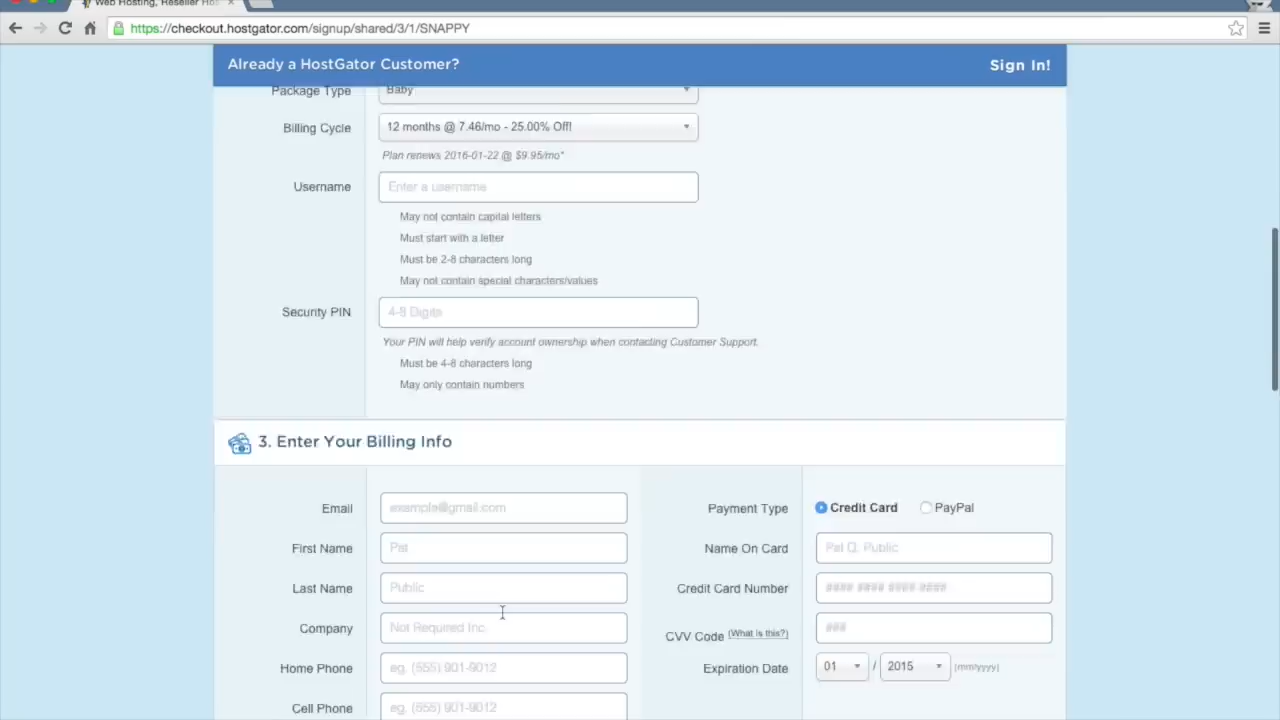 Web Hosting, Reseller Hos
https://checkout.hostgator.com/signup/shared/3/1/SNAPPY
Already a HostGator Customer? Sign In!
Package Type Baby
Billing Cycle 12 months @ 7.46/mo - 25.00% Off!
Plan renews 2016-01-22 @ $9.95/mo*
Username Enter a username
May not contain capital letters
Must start with a letter
Must be 2-8 characters long
May not contain special characters/values
Security PIN 4-8 Digits
Your PIN will help verify account ownership when contacting Customer Support.
Must be 4-8 characters long
May only contain numbers
3. Enter Your Billing Info
Email example@gmail.com Payment Type Credit Card PayPal
First Name Pat Name On Card Pat Q. Public
Last Name Public Credit Card Number #### #### #### ####
Company Not Required Inc. CVV Code (What is this?) ###
Home Phone eg. (555) 901-9012 Expiration Date 01 / 2015 (mm/yyyy)
Cell Phone eg. (555) 901-9012